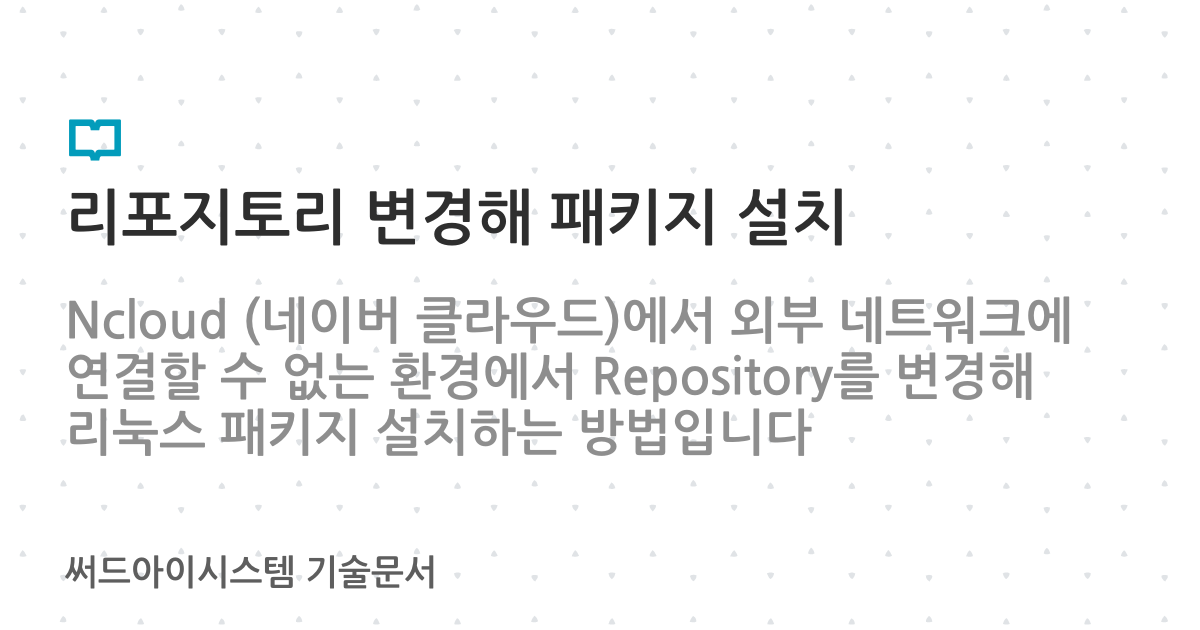 리포지토리 변경해 패키지 설치
Ncloud (네이버 클라우드)에서 외부 네트워크에
연결할 수 없는 환경에서 Repository를 변경해
리눅스 패키지 설치하는 방법입니다
써드아이시스템 기술문서